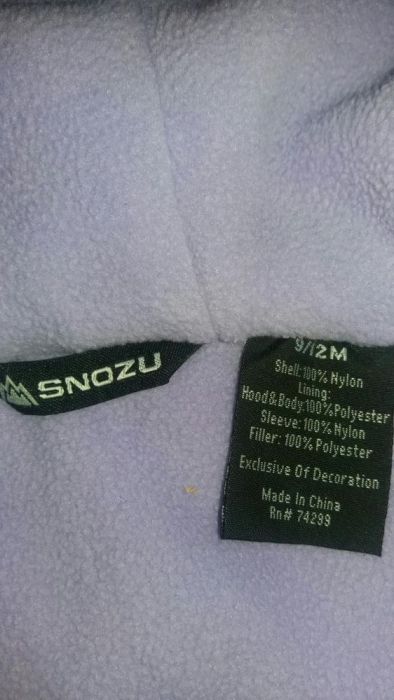 SNOZU
9/12M
Shell:100% Nylon
Lining:
Hood&Body:100%Polyester
Sleeve:100%Nylon
Filler: 100% Polyester
Exclusive Of Decoration
Made In China
Rn# 74299